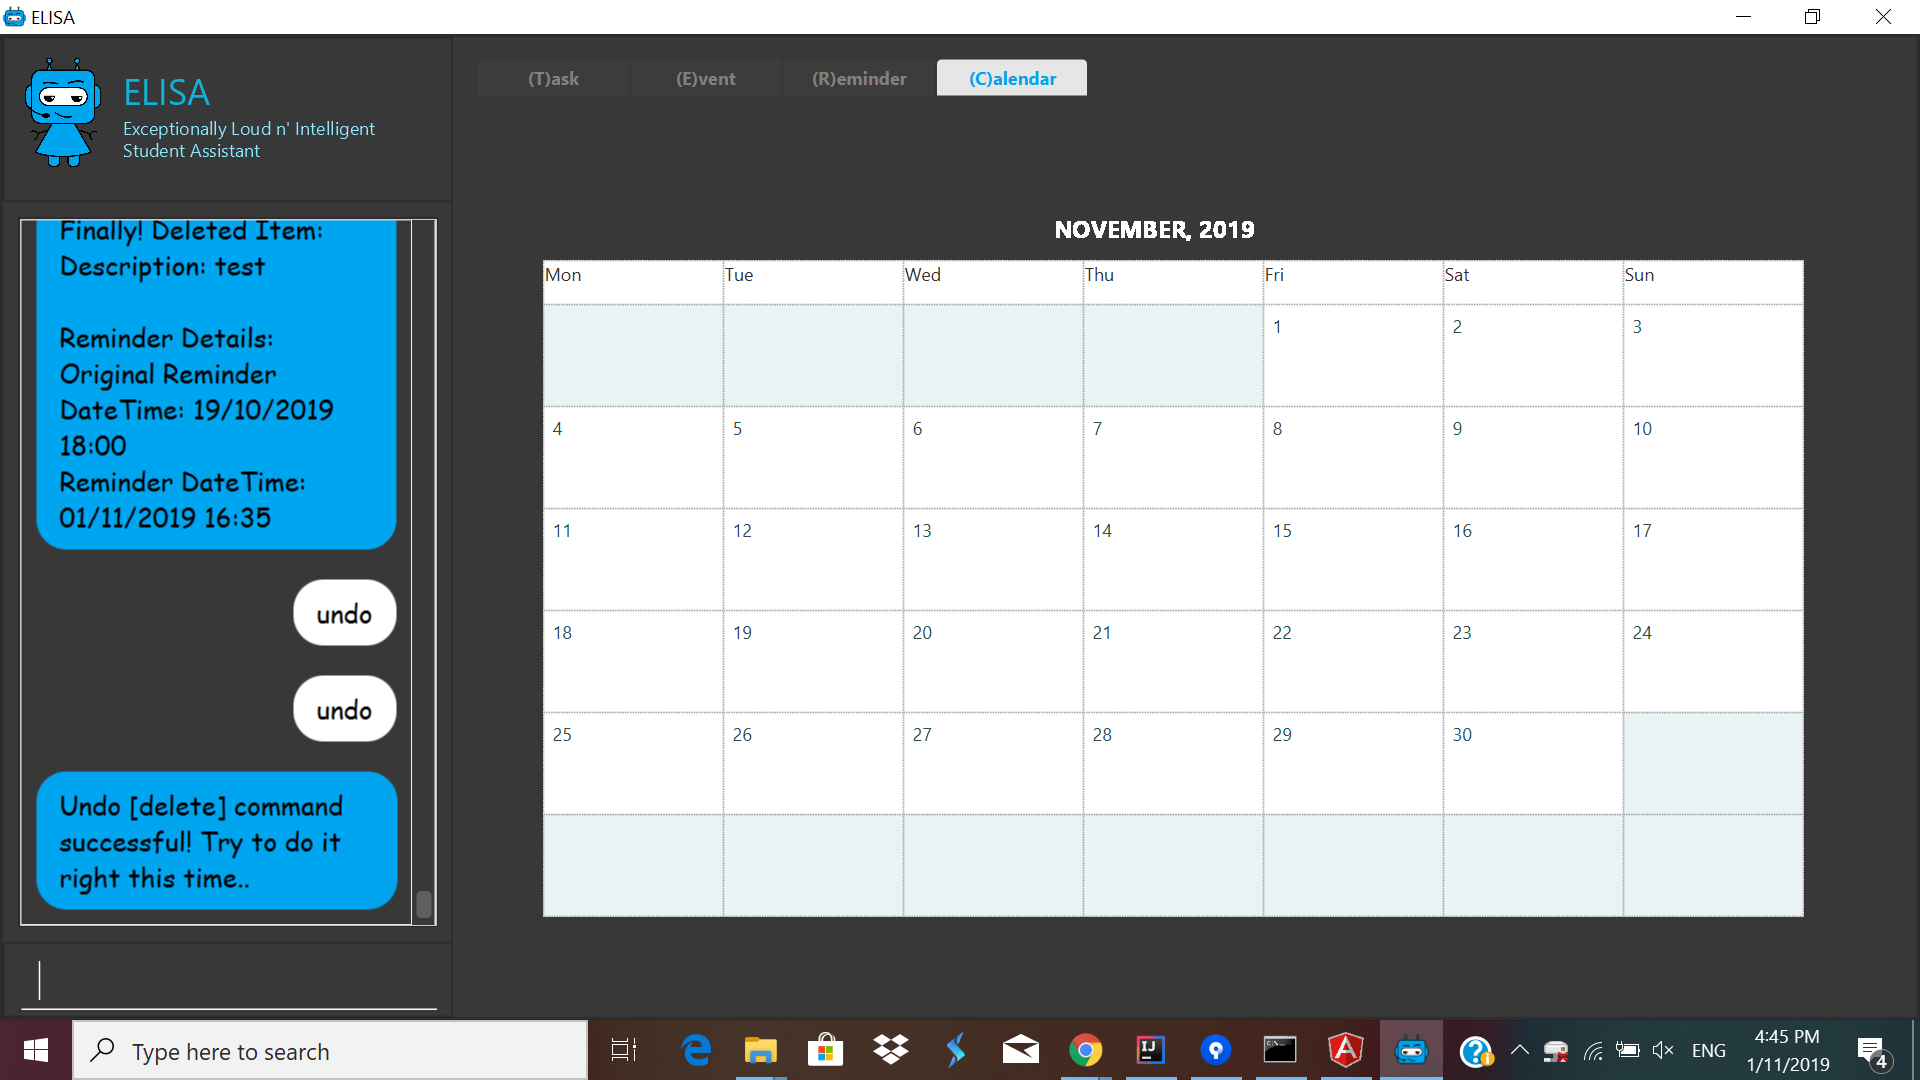 ELISA
ELISA
Exceptionally Loud n' Intelligent
Student Assistant
(T)ask (E)vent (R)eminder (C)alendar
Finally! Deleted Item:
Description: test
Reminder Details:
Original Reminder
DateTime: 19/10/2019
18:00
Reminder DateTime:
01/11/2019 16:35
undo
undo
Undo [delete] command
successful! Try to do it
right this time..
NOVEMBER, 2019
Mon Tue Wed Thu Fri Sat Sun
1 2 3
4 5 6 7 8 9 10
11 12 13 14 15 16 17
18 19 20 21 22 23 24
25 26 27 28 29 30
Type here to search
IJ
ENG
4:45 PM
1/11/2019
4